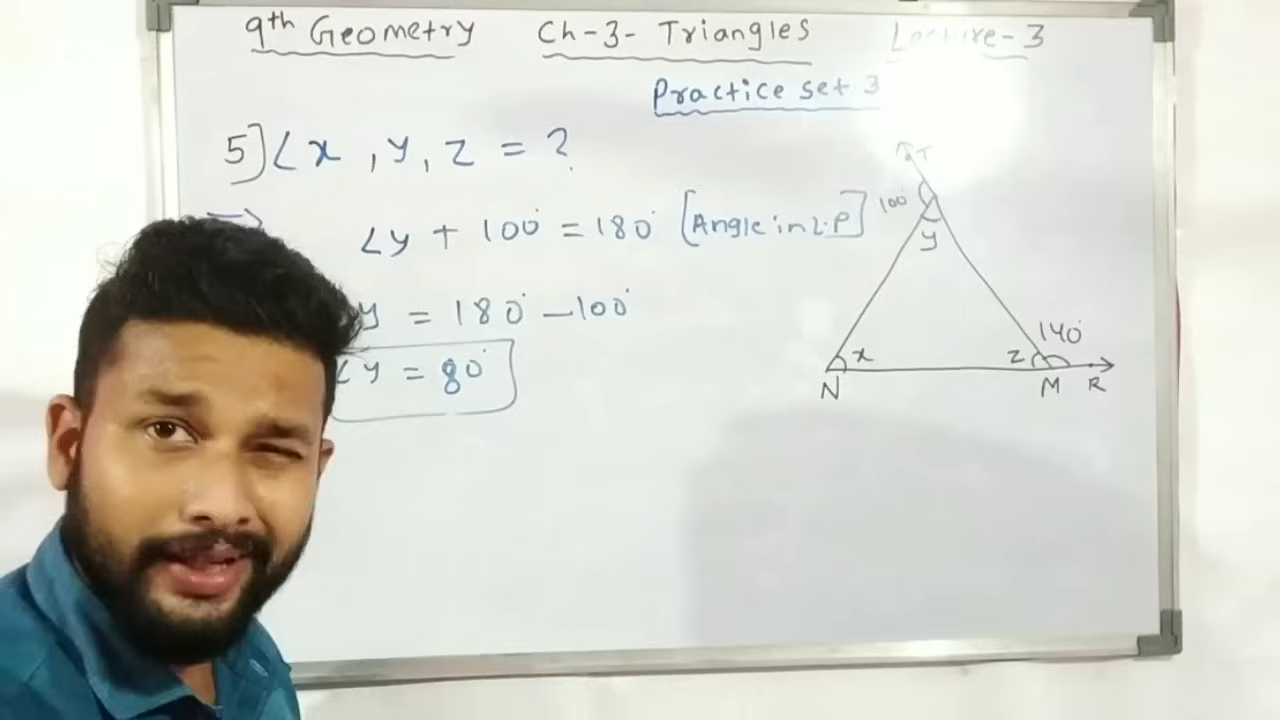 9th Geometry Ch-3- Triangles Lecture-3
Practice set 3
5] ∠x , y, z = ?
∠y + 100° = 180° [Angle in L.P]
y = 180° - 100°
∠y = 80°
T
100°
y
140°
x
z
N
M
R